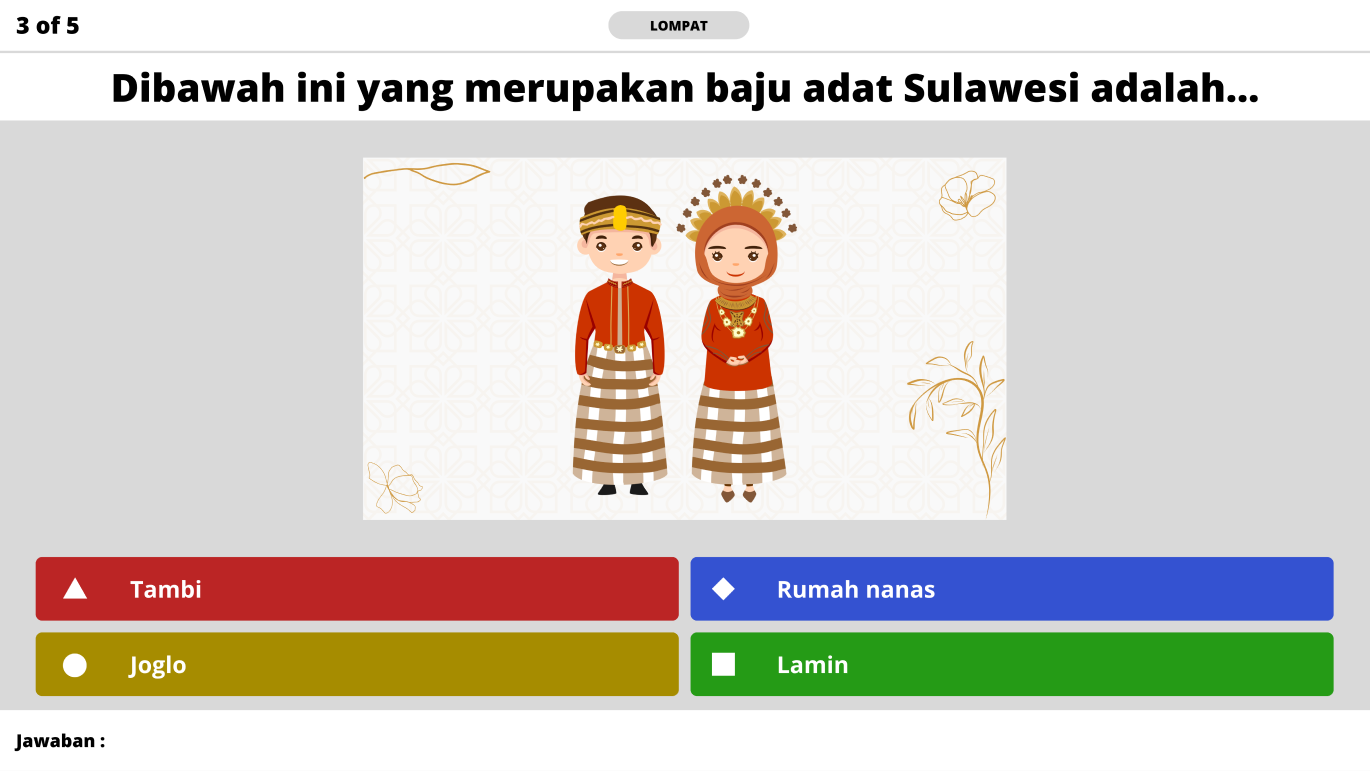 3 of 5
LOMPAT
Dibawah ini yang merupakan baju adat Sulawesi adalah...
Tambi
Rumah nanas
Joglo
Lamin
Jawaban :